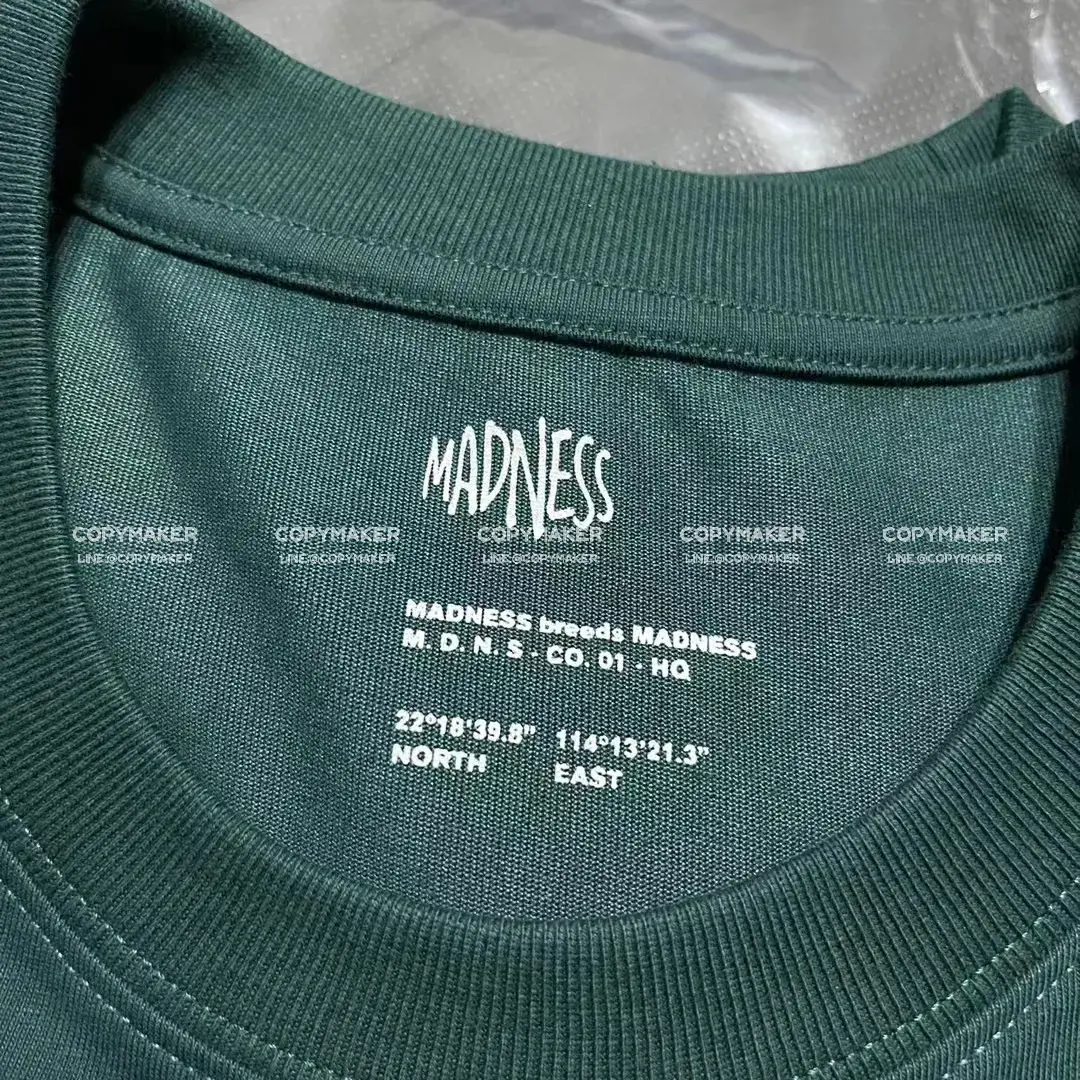 MADNESS
COPYMAKER COPYMAKER COPYMAKER COPYMAKER COPYMAKER
LINE:@COPYMAKER LINE:@COPYMAKER LINE:@COPYMAKER LINE:@COPYMAKER LINE:@COPYMAKER
MADNESS breeds MADNESS
M. D. N. S - CO. 01 - HQ
22°18'39.8" 114°13'21.3"
NORTH EAST